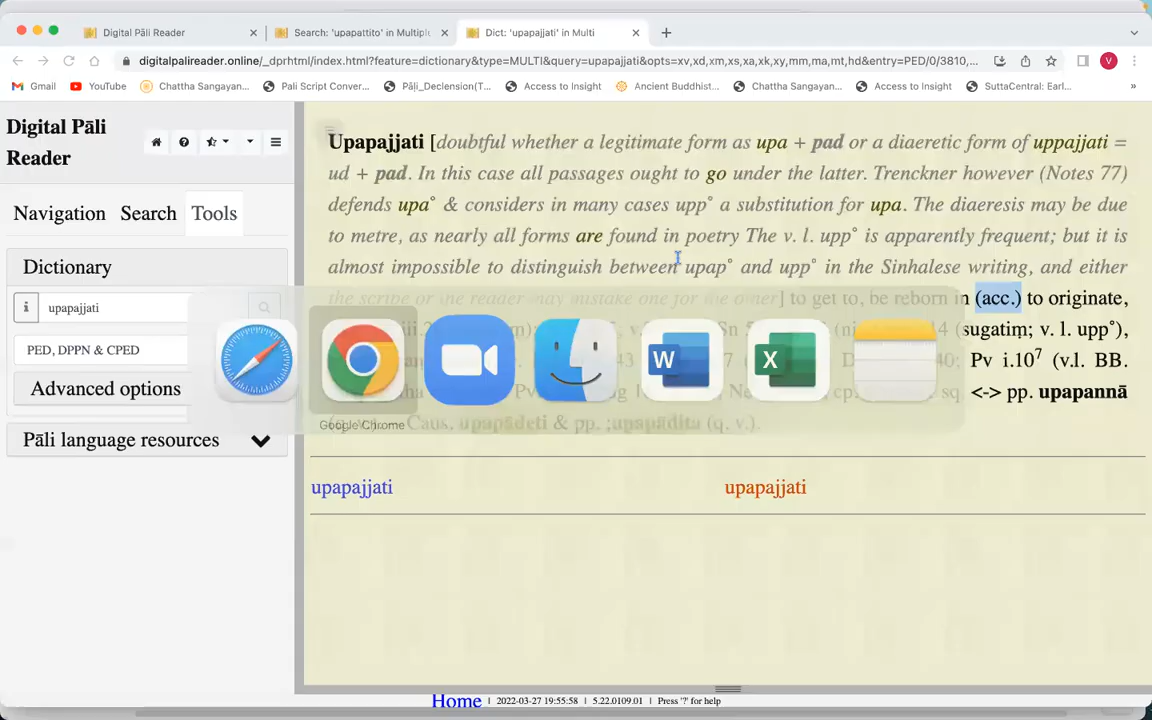 Digital Pāli Reader
Search: 'upapattito' in Multiple
Dict: 'upapajjati' in Multi
digitalpalireader.online/_dprhtml/index.html?feature=dictionary&type=MULTI&query=upapajjati&opts=xv,xd,xm,xs,xa,xk,xy,mm,ma,mt,hd&entry=PED/0/3810,...
V
Gmail
YouTube
Chattha Sangayan...
Pali Script Conver...
Pāḷi_Declension(T...
Access to Insight
Ancient Buddhist...
Chattha Sangayan...
Access to Insight
SuttaCentral: Earl...
»
Digital Pāli
Reader
Navigation
Search
Tools
Dictionary
i
upapajjati
PED, DPPN & CPED
Advanced options
Pāli language resources
Upapajjati [doubtful whether a legitimate form as upa + pad or a diaeretic form of uppajjati =
ud + pad. In this case all passages ought to go under the latter. Trenckner however (Notes 77)
defends upa° & considers in many cases upp° a substitution for upa. The diaeresis may be due
to metre, as nearly all forms are found in poetry The v. l. upp° is apparently frequent; but it is
almost impossible to distinguish between upap° and upp° in the Sinhalese writing, and either
the scribe or the reader may mistake one for the other] to get to, be reborn in (acc.) to originate,
(sugatiṃ; v. l. upp°),
Pv i.10⁷ (v.l. BB.
<-> pp. upapannā
Caus, upapādeti & pp. ;upapādita (q. v.).
W
X
Google Chrome
upapajjati
upapajjati
Home | 2022-03-27 19:55:58 | 5.22.0109.01 | Press '?' for help